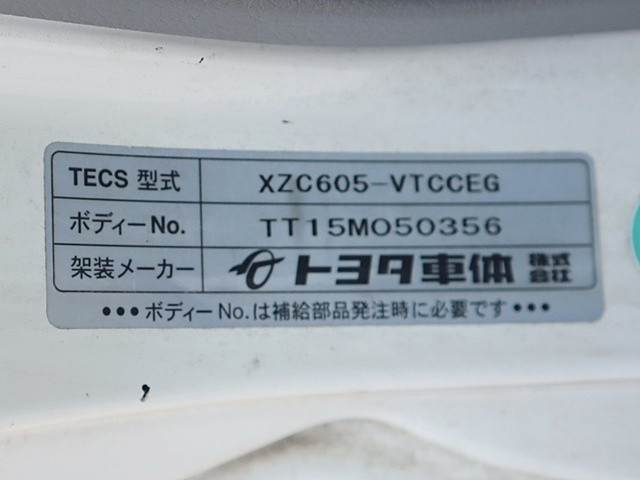 TECS 型式 XZC605-VTCCEG
ボディーNo. TT15M050356
架装メーカー トヨタ車体 株式会社
•••ボディーNo.は補給部品発注時に必要です•••